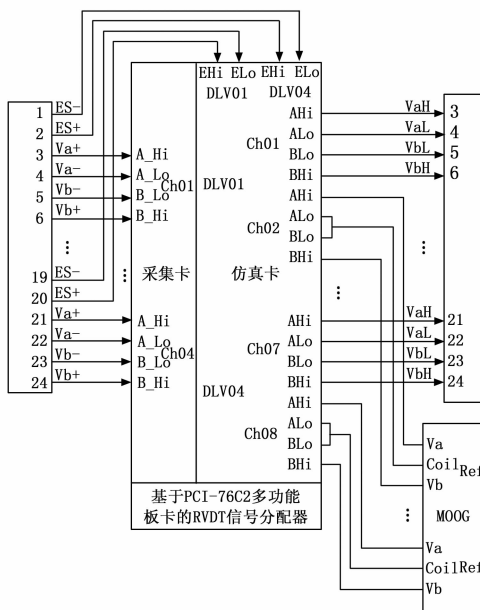 EHi ELo EHi ELo
DLV01 DLV04
1 ES-
2 ES+
3 Va+
4 Va-
5 Vb-
6 Vb+
⋮
19 ES-
20 ES+
21 Va+
22 Va-
23 Vb-
24 Vb+
A_Hi
A_Lo
Ch01
B_Lo
B_Hi
采集卡
⋮
A_Hi
A_Lo
Ch04
B_Lo
B_Hi
DLV01
仿真卡
DLV04
AHi
ALo
Ch01
BLo
BHi
AHi
ALo
Ch02
BLo
BHi
⋮
AHi
ALo
Ch07
BLo
BHi
AHi
ALo
Ch08
BLo
BHi
VaH 3
VaL 4
VbL 5
VbH 6
⋮
VaH 21
VaL 22
VbL 23
VbH 24
Va
CoilRef
Vb
⋮ MOOG
Va
CoilRef
Vb
基于PCI-76C2多功能
板卡的RVDT信号分配器